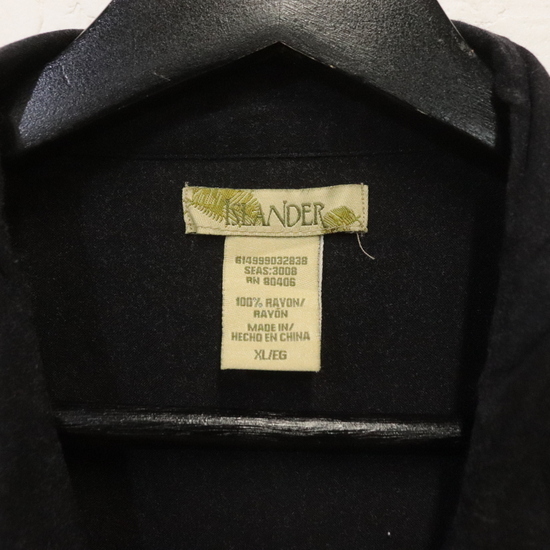 ISLANDER
614999032838
SEAS:3008
RN 90406
100% RAYON/
RAYÓN
MADE IN/
HECHO EN CHINA
XL/EG